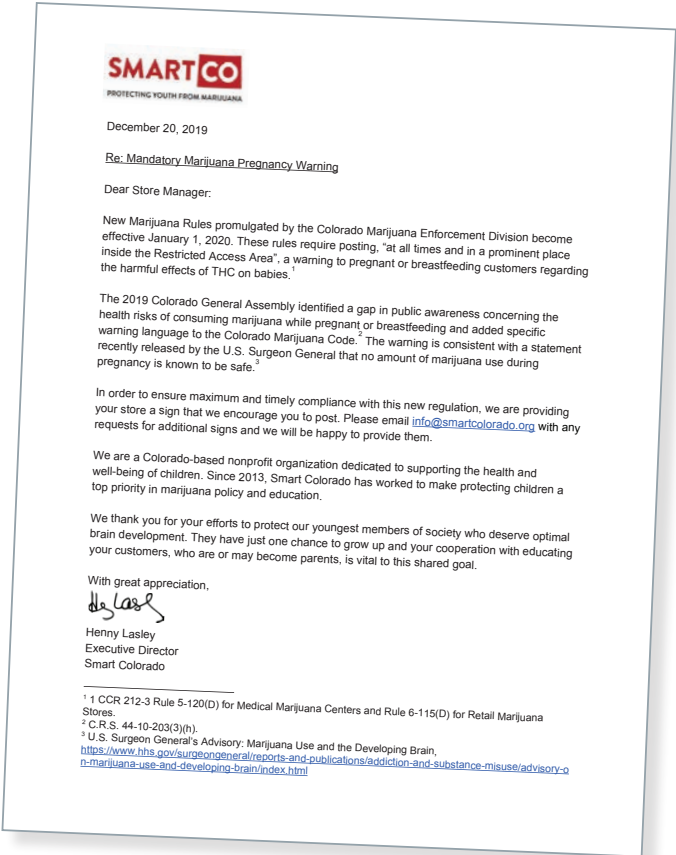 SMART CO
PROTECTING YOUTH FROM MARIJUANA
December 20, 2019
Re: Mandatory Marijuana Pregnancy Warning
Dear Store Manager:
New Marijuana Rules promulgated by the Colorado Marijuana Enforcement Division become
effective January 1, 2020. These rules require posting, “at all times and in a prominent place
inside the Restricted Access Area”, a warning to pregnant or breastfeeding customers regarding
the harmful effects of THC on babies.¹
The 2019 Colorado General Assembly identified a gap in public awareness concerning the
health risks of consuming marijuana while pregnant or breastfeeding and added specific
warning language to the Colorado Marijuana Code.² The warning is consistent with a statement
recently released by the U.S. Surgeon General that no amount of marijuana use during
pregnancy is known to be safe.³
In order to ensure maximum and timely compliance with this new regulation, we are providing
your store a sign that we encourage you to post. Please email info@smartcolorado.org with any
requests for additional signs and we will be happy to provide them.
We are a Colorado-based nonprofit organization dedicated to supporting the health and
well-being of children. Since 2013, Smart Colorado has worked to make protecting children a
top priority in marijuana policy and education.
We thank you for your efforts to protect our youngest members of society who deserve optimal
brain development. They have just one chance to grow up and your cooperation with educating
your customers, who are or may become parents, is vital to this shared goal.
With great appreciation,
Henny Lasley
Executive Director
Smart Colorado
¹ 1 CCR 212-3 Rule 5-120(D) for Medical Marijuana Centers and Rule 6-115(D) for Retail Marijuana
Stores.
² C.R.S. 44-10-203(3)(h).
³ U.S. Surgeon General's Advisory: Marijuana Use and the Developing Brain,
https://www.hhs.gov/surgeongeneral/reports-and-publications/addiction-and-substance-misuse/advisory-o
n-marijuana-use-and-developing-brain/index.html